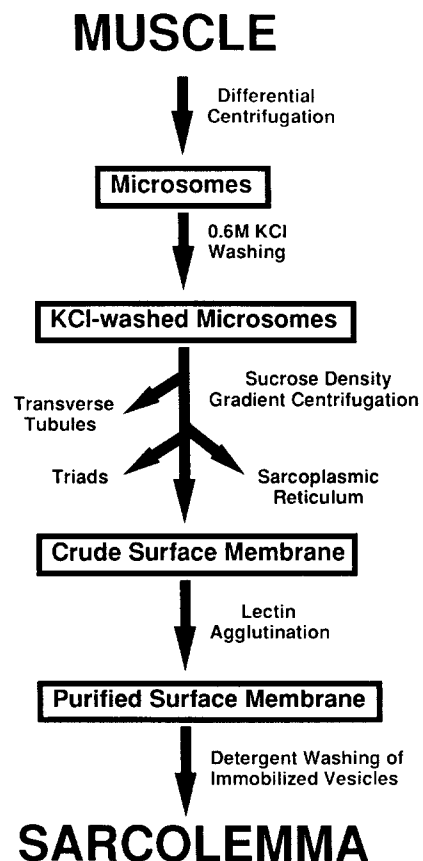 MUSCLE
Differential
Centrifugation
Microsomes
0.6M KCl
Washing
KCl-washed Microsomes
Sucrose Density
Gradient Centrifugation
Transverse
Tubules
Triads
Sarcoplasmic
Reticulum
Crude Surface Membrane
Lectin
Agglutination
Purified Surface Membrane
Detergent Washing of
Immobilized Vesicles
SARCOLEMMA